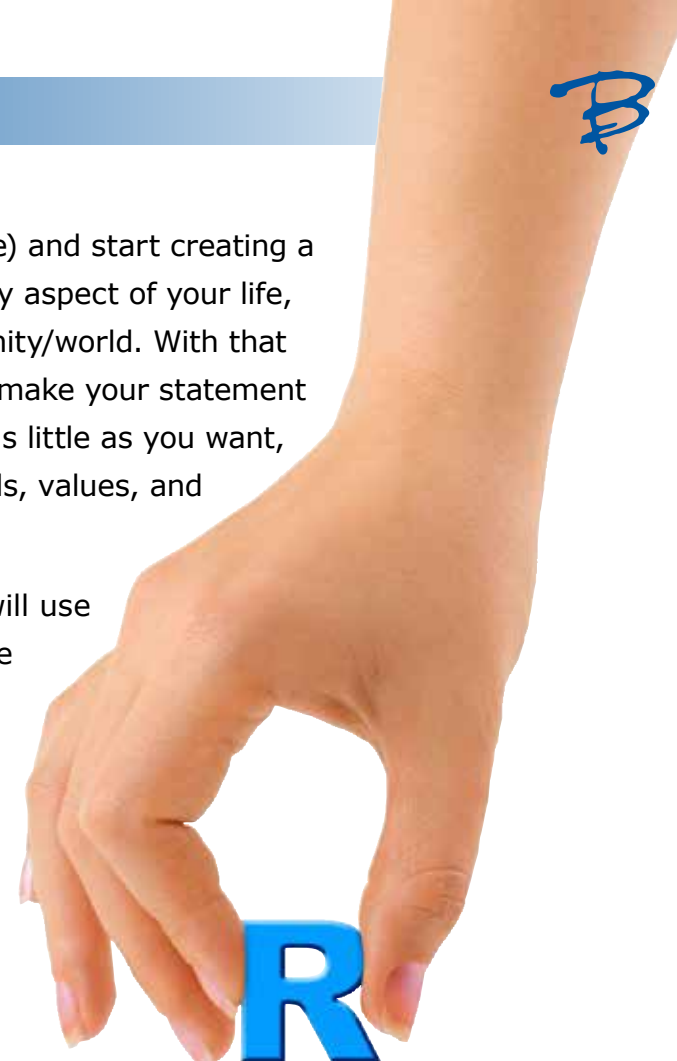 B
e) and start creating a
y aspect of your life,
nity/world. With that
make your statement
s little as you want,
ls, values, and
will use
e
R